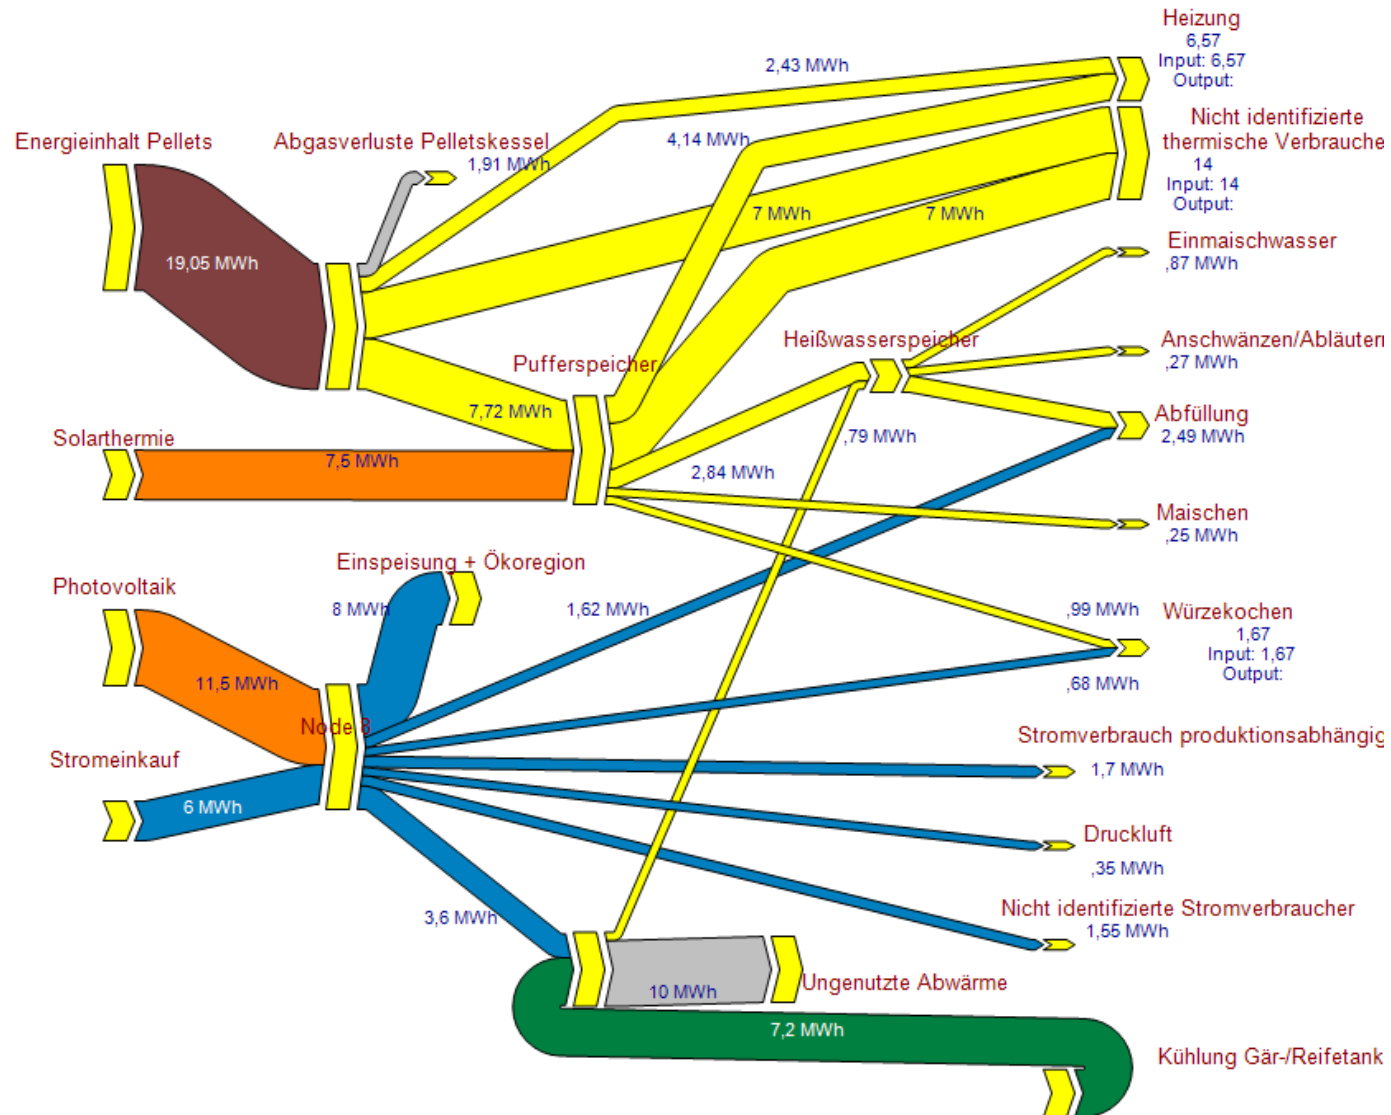 Heizung
6,57
Input: 6,57
Output:
2,43 MWh
Nicht identifizierte
thermische Verbrauche
14
Input: 14
Output:
4,14 MWh
Energieinhalt Pellets
Abgasverluste Pelletskessel
1,91 MWh
7 MWh
7 MWh
19,05 MWh
Einmaischwasser
,87 MWh
Heißwasserspeicher
Anschwänzen/Abläutern
,27 MWh
Pufferspeicher
7,72 MWh
Abfüllung
2,49 MWh
Solarthermie
7,5 MWh
,79 MWh
2,84 MWh
Maischen
,25 MWh
Einspeisung + Ökoregion
8 MWh
Photovoltaik
1,62 MWh
,99 MWh
Würzekochen
1,67
Input: 1,67
Output:
11,5 MWh
,68 MWh
Node 8
Stromverbrauch produktionsabhängig
1,7 MWh
Stromeinkauf
6 MWh
Druckluft
,35 MWh
3,6 MWh
Nicht identifizierte Stromverbraucher
1,55 MWh
Ungenutzte Abwärme
10 MWh
7,2 MWh
Kühlung Gär-/Reifetank